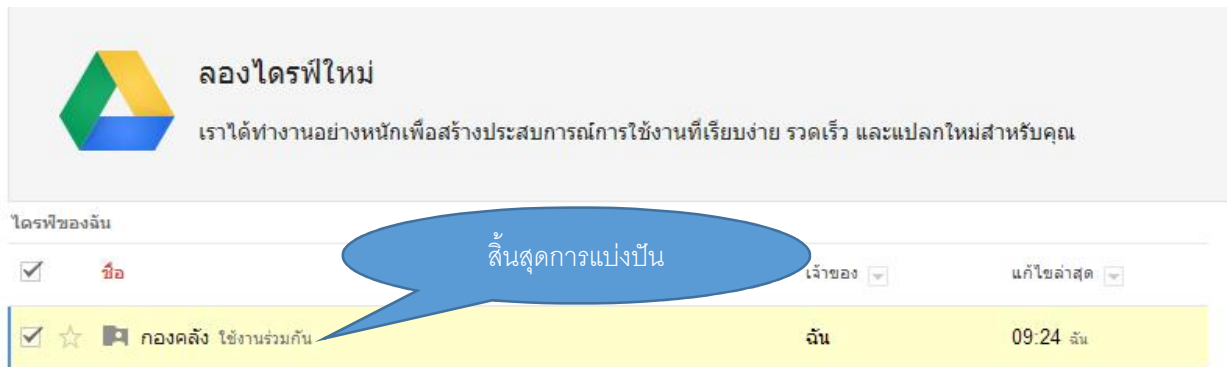 ลองไดรฟ์ใหม่
เราได้ทำงานอย่างหนักเพื่อสร้างประสบการณ์การใช้งานที่เรียบง่าย รวดเร็ว และแปลกใหม่สำหรับคุณ
ไดรฟ์ของฉัน
สิ้นสุดการแบ่งปัน
ชื่อ เจ้าของ แก้ไขล่าสุด
กองคลัง ใช้งานร่วมกัน ฉัน 09:24 ฉัน